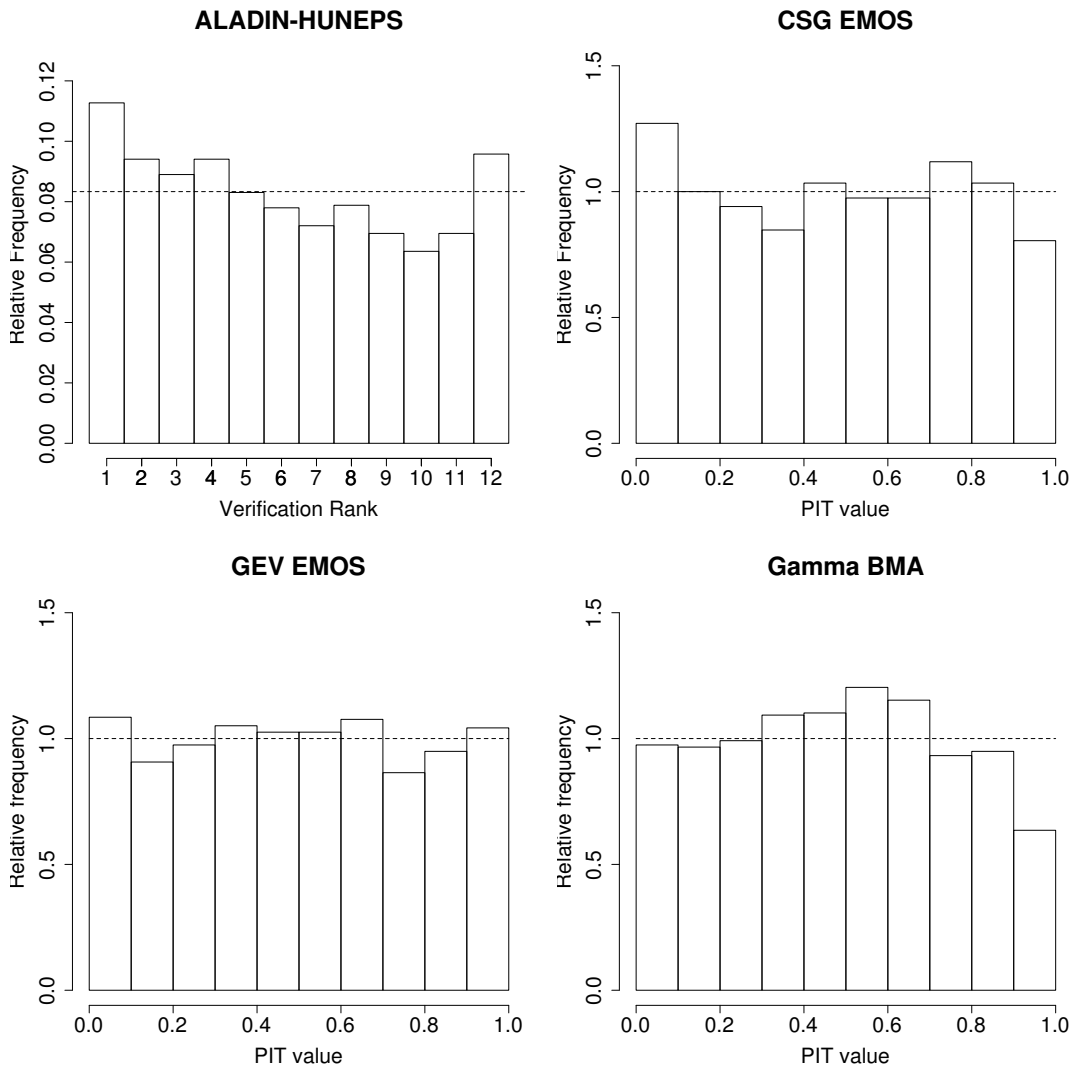 ALADIN-HUNEPS
0.12
0.10
0.08
0.06
0.04
0.02
0.00
Relative Frequency
1 2 3 4 5 6 7 8 9 10 11 12
Verification Rank
CSG EMOS
1.5
1.0
0.5
0.0
Relative Frequency
0.0 0.2 0.4 0.6 0.8 1.0
PIT value
GEV EMOS
1.5
1.0
0.5
0.0
Relative frequency
0.0 0.2 0.4 0.6 0.8 1.0
PIT value
Gamma BMA
1.5
1.0
0.5
0.0
Relative frequency
0.0 0.2 0.4 0.6 0.8 1.0
PIT value